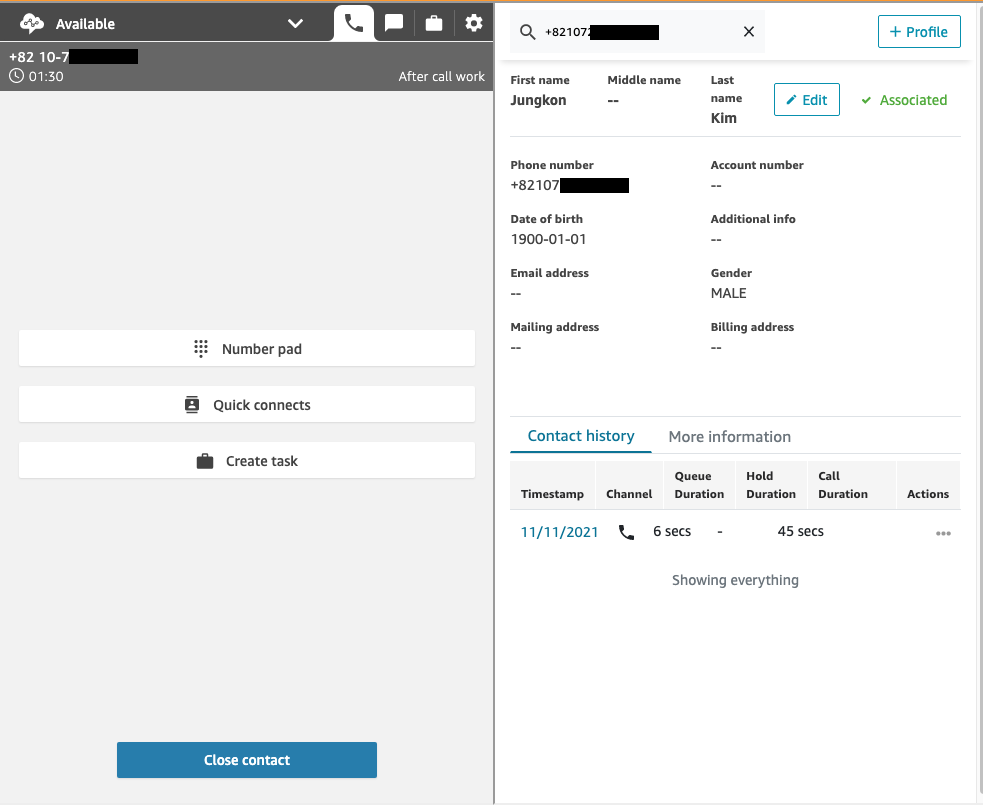 Available
+82 10-7
01:30
After call work
Number pad
Quick connects
Create task
Close contact
+82107
+ Profile
First name
Middle name
Last
name
Jungkon
--
Kim
Edit
Associated
Phone number
Account number
+82107
--
Date of birth
Additional info
1900-01-01
--
Email address
Gender
--
MALE
Mailing address
Billing address
--
--
Contact history
More information
Timestamp
Channel
Queue
Duration
Hold
Duration
Call
Duration
Actions
11/11/2021
6 secs
-
45 secs
Showing everything